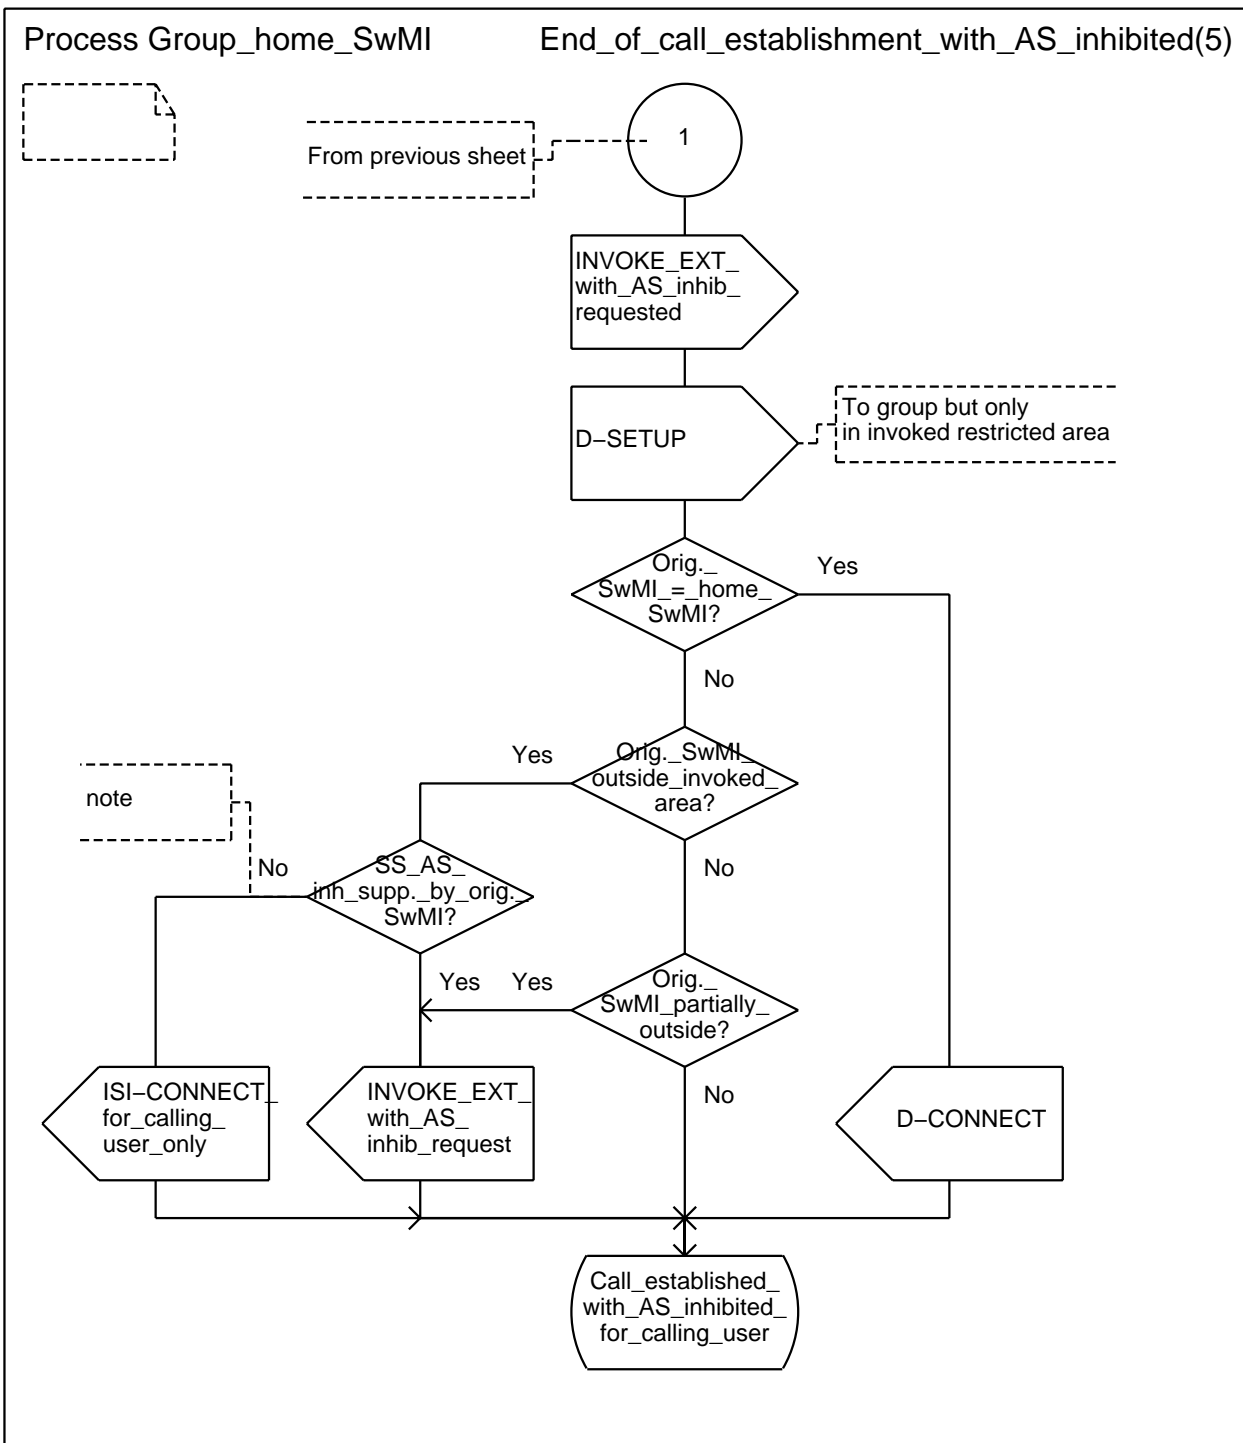 Process Group_home_SwMI
End_of_call_establishment_with_AS_inhibited(5)
From previous sheet
1
INVOKE_EXT_
with_AS_inhib_
requested
D−SETUP
To group but only
in invoked restricted area
Orig._
SwMI_=_home_
SwMI?
Yes
No
Orig._SwMI_
outside_invoked_
area?
Yes
No
note
SS_AS_
inh_supp._by_orig._
SwMI?
No
Yes
Orig._
SwMI_partially_
outside?
Yes
No
ISI−CONNECT_
for_calling_
user_only
INVOKE_EXT_
with_AS_
inhib_request
D−CONNECT
Call_established_
with_AS_inhibited_
for_calling_user